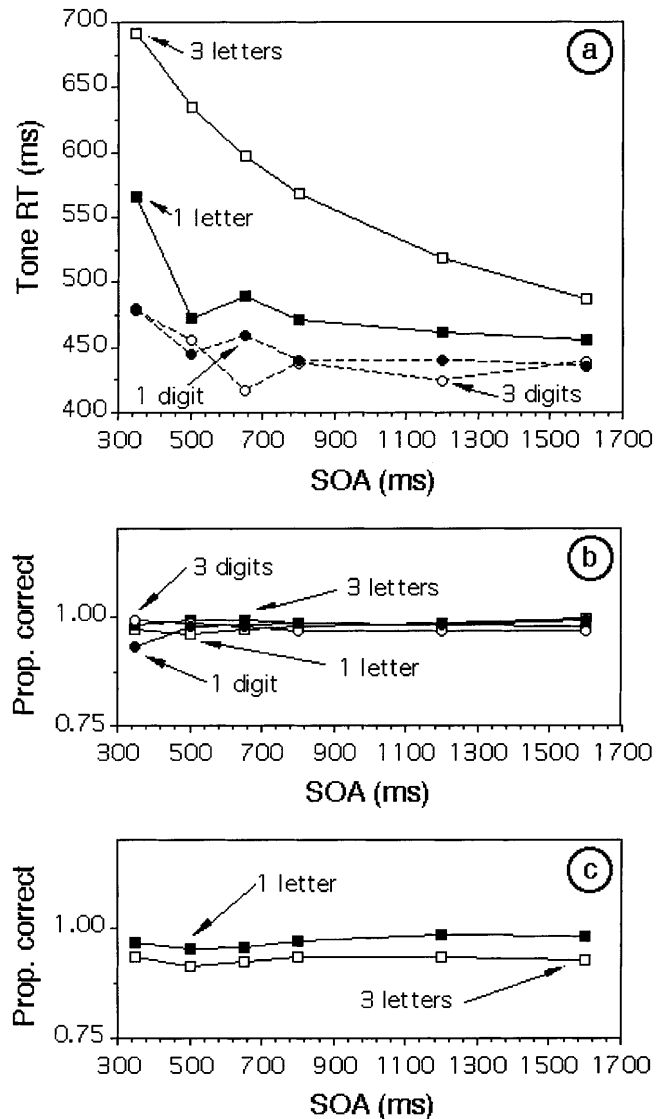 700
650
600
550
500
450
400
Tone RT (ms)
a
3 letters
1 letter
1 digit
3 digits
300 500 700 900 1100 1300 1500 1700
SOA (ms)
Prop. correct
1.00
0.75
b
3 digits
3 letters
1 letter
1 digit
300 500 700 900 1100 1300 1500 1700
SOA (ms)
Prop. correct
1.00
0.75
c
1 letter
3 letters
300 500 700 900 1100 1300 1500 1700
SOA (ms)